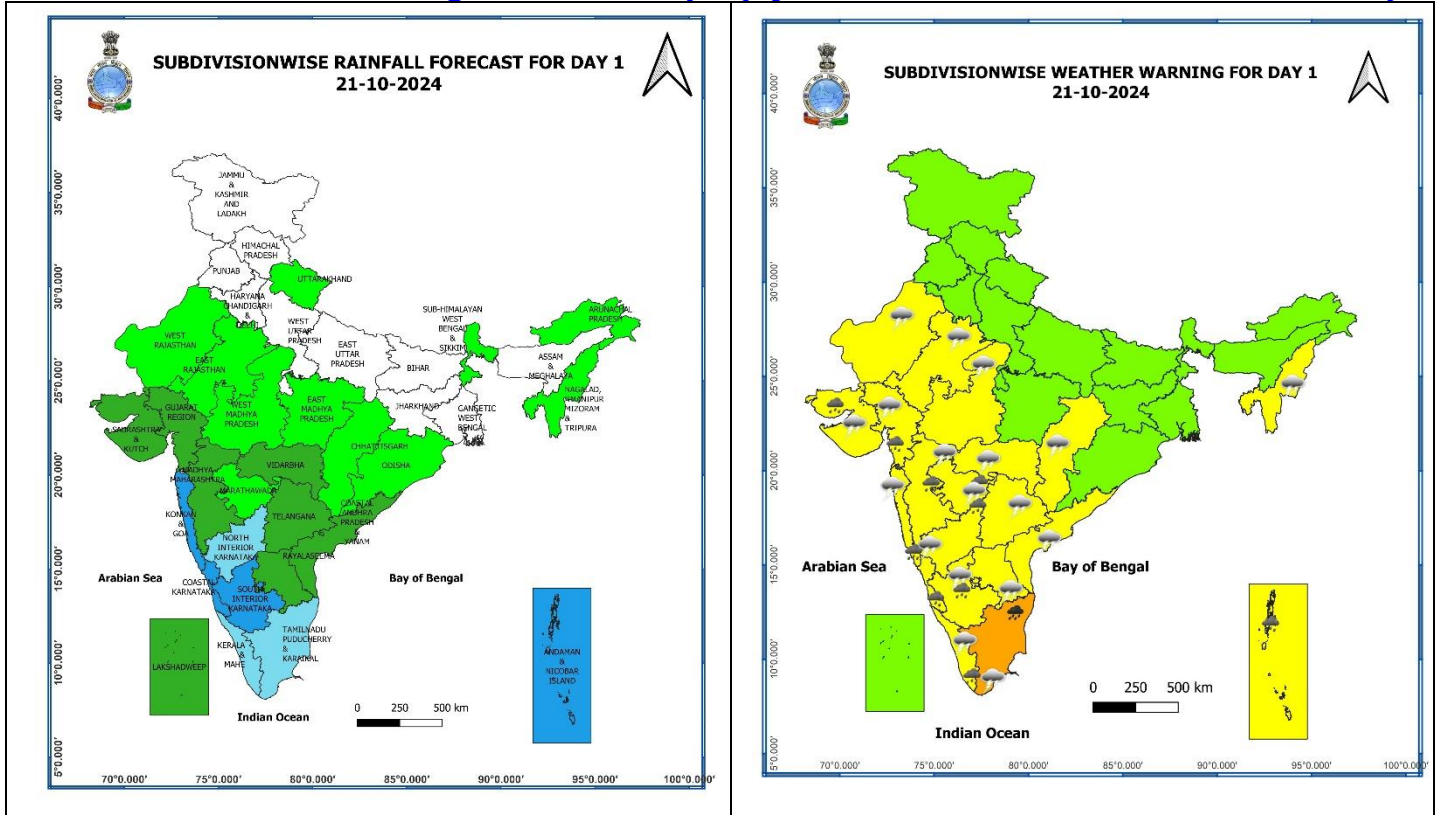 SUBDIVISIONWISE RAINFALL FORECAST FOR DAY 1
21-10-2024
40°0.000'
35°0.000'
30°0.000'
25°0.000'
20°0.000'
15°0.000'
10°0.000'
5°0.000'
JAMMU
&
KASHMIR
AND
LADAKH
HIMACHAL
PRADESH
PUNJAB
UTTARAKHAND
HARYANA
CHANDIGARH
&
DELHI
WEST
UTTAR
PRADESH
EAST
UTTAR
PRADESH
SUB-HIMALAYAN
WEST
BENGAL
&
SIKKIM
ARUNACHAL
PRADESH
WEST
RAJASTHAN
EAST
RAJASTHAN
BIHAR
ASSAM
&
MEGHALAYA
NAGALAD,
MIZORAM
&
TRIPURA
GUJARAT
REGION
SAURASHTRA
&
KUTCH
WEST
MADHYA
PRADESH
EAST
MADHYA
PRADESH
JHARKHAND
GANGETIC
WEST
BENGAL
CHHATTISGARH
ODISHA
VIDARBHA
MADHYA
MAHARASHTRA
MARATHAWADA
KONKAN
&
GOA
TELANGANA
COASTAL
ANDHRA
PRADESH
&
YANAM
NORTH
INTERIOR
KARNATAKA
RAYALASEEMA
COASTAL
KARNATAKA
SOUTH
INTERIOR
KARNATAKA
TAMILNADU
PUDUCHERRY
&
KARAIKAL
KERALA
&
MAHE
LAKSHADWEEP
ANDAMAN
&
NICOBAR
ISLAND
Arabian Sea
Bay of Bengal
Indian Ocean
0 250 500 km
70°0.000' 75°0.000' 80°0.000' 85°0.000' 90°0.000' 95°0.000' 100°0.000'
SUBDIVISIONWISE WEATHER WARNING FOR DAY 1
21-10-2024
40°0.000'
35°0.000'
30°0.000'
25°0.000'
20°0.000'
15°0.000'
10°0.000'
5°0.000'
Arabian Sea
Bay of Bengal
Indian Ocean
0 250 500 km
70°0.000' 75°0.000' 80°0.000' 85°0.000' 90°0.000' 95°0.000' 100°0.000'